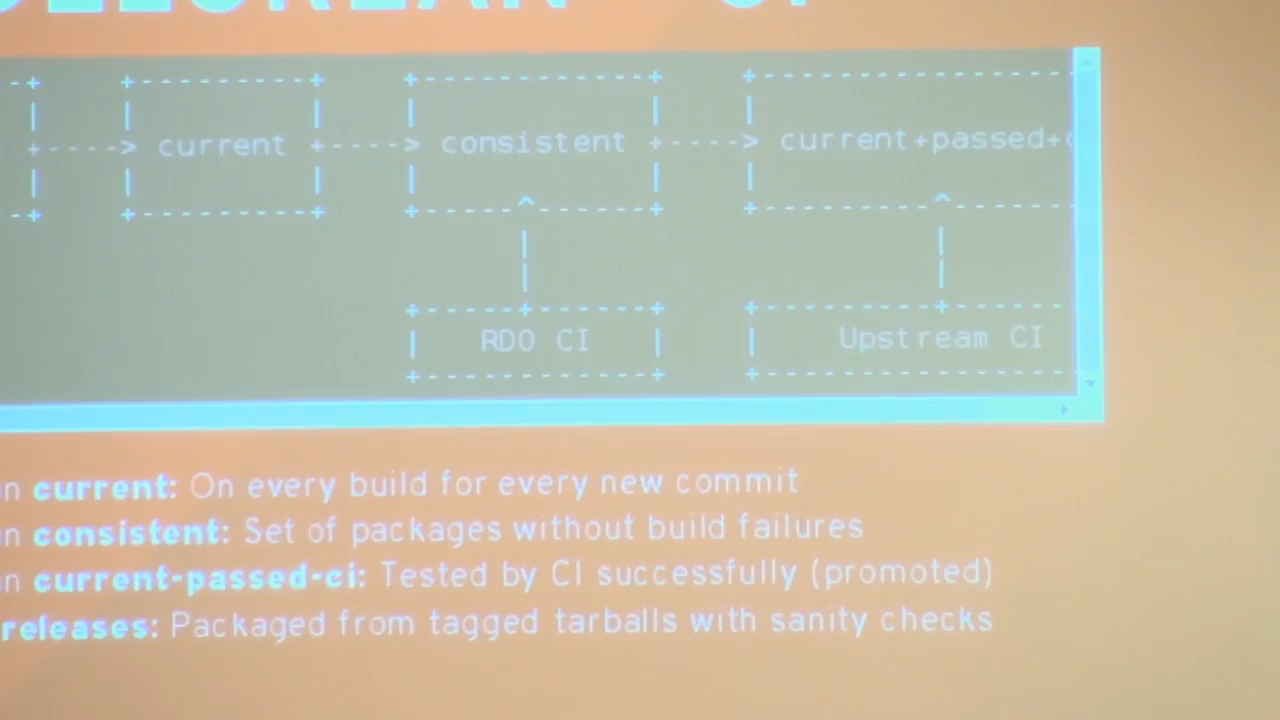 current consistent current+passed+
RDO CI Upstream CI
n current: On every build for every new commit
n consistent: Set of packages without build failures
n current-passed-ci: Tested by CI successfully (promoted)
releases: Packaged from tagged tarballs with sanity checks